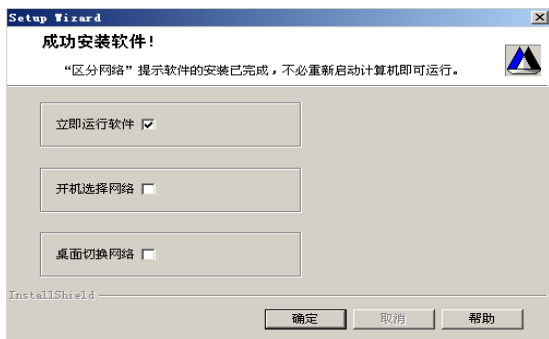 Setup Wizard
成功安装软件!
“区分网络”提示软件的安装已完成,不必重新启动计算机即可运行。
立即运行软件
开机选择网络
桌面切换网络
InstallShield
确定 取消 帮助